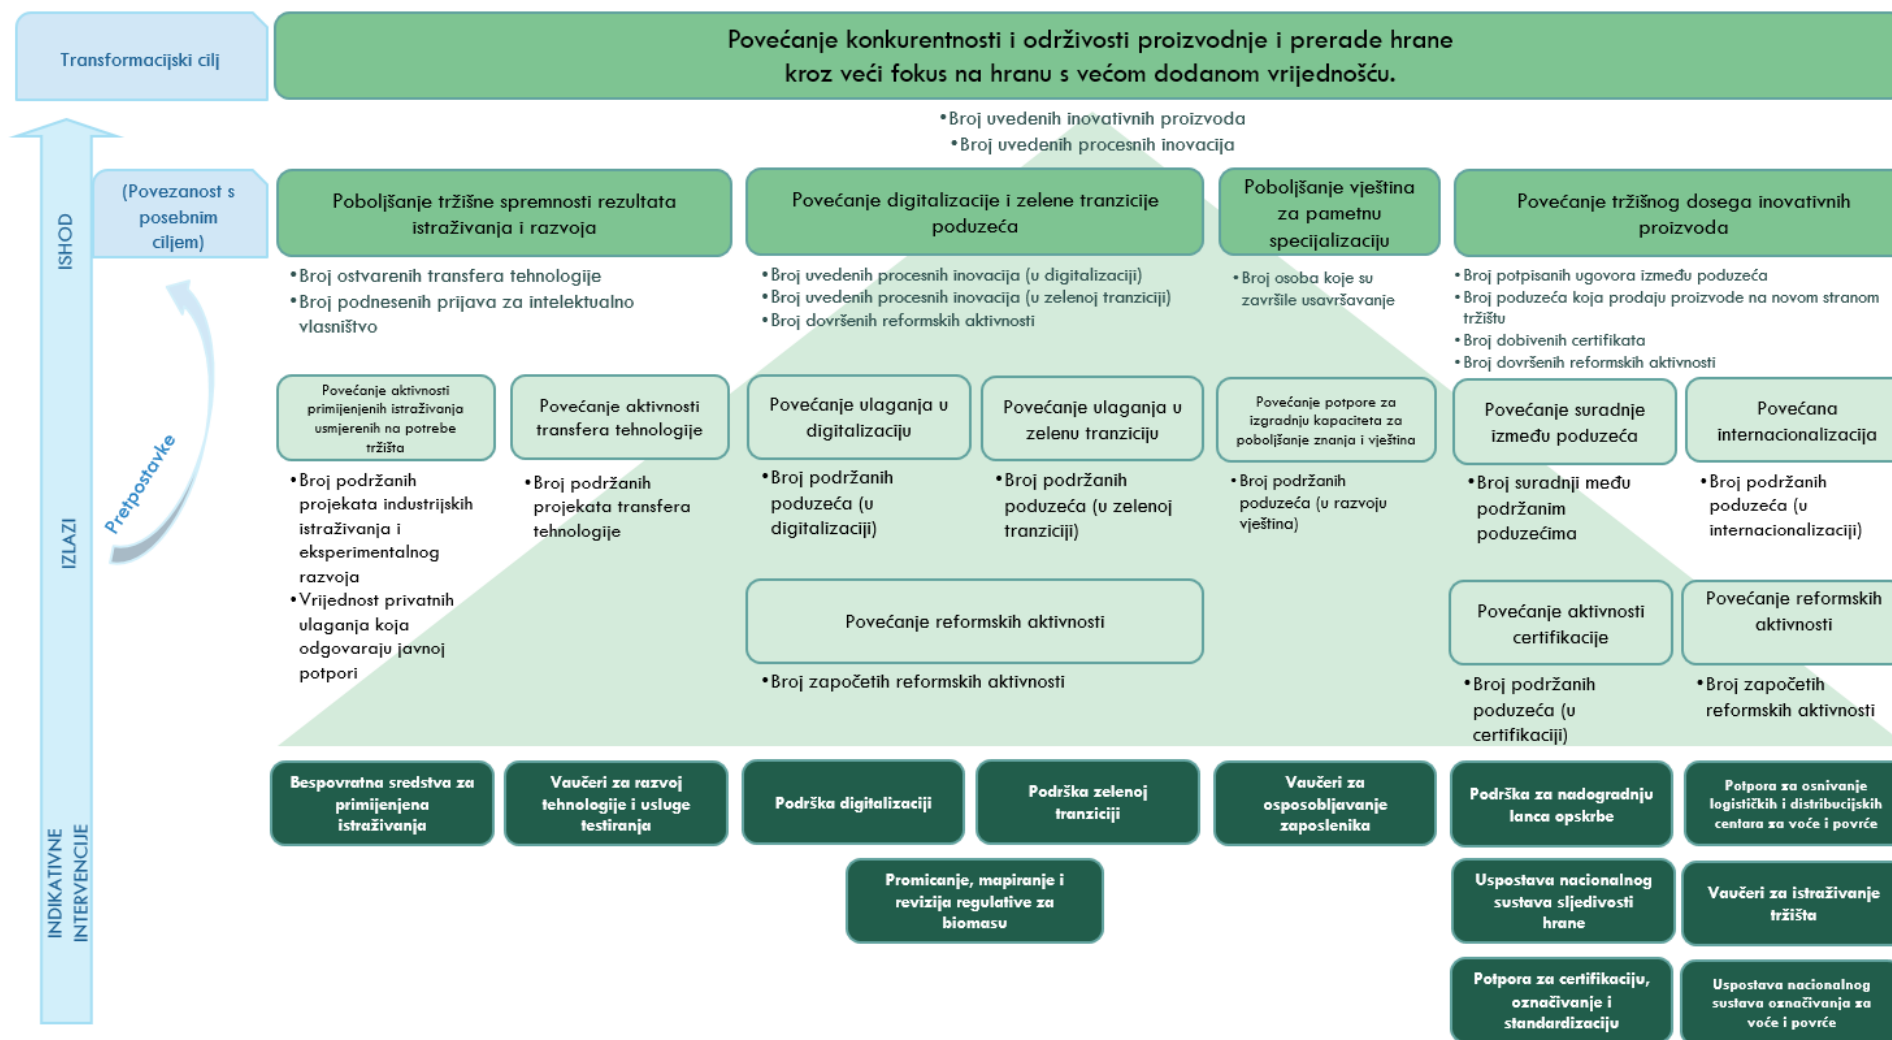 Transformacijski cilj
Povećanje konkurentnosti i održivosti proizvodnje i prerade hrane
kroz veći fokus na hranu s većom dodanom vrijednošću.
•Broj uvedenih inovativnih proizvoda
•Broj uvedenih procesnih inovacija
ISHOD
(Povezanost s
posebnim
ciljem)
Poboljšanje tržišne spremnosti rezultata
istraživanja i razvoja
•Broj ostvarenih transfera tehnologije
•Broj podnesenih prijava za intelektualno
vlasništvo
Povećanje digitalizacije i zelene tranzicije
poduzeća
•Broj uvedenih procesnih inovacija (u digitalizaciji)
•Broj uvedenih procesnih inovacija (u zelenoj tranziciji)
•Broj dovršenih reformskih aktivnosti
Poboljšanje vještina
za pametnu
specijalizaciju
•Broj osoba koje su
završile usavršavanje
Povećanje tržišnog dosega inovativnih
proizvoda
•Broj potpisanih ugovora između poduzeća
•Broj poduzeća koja prodaju proizvode na novom stranom
tržištu
•Broj dobivenih certifikata
•Broj dovršenih reformskih aktivnosti
Pretpostavke
IZLAZI
Povećanje aktivnosti
primijenjenih istraživanja
usmjerenih na potrebe
tržišta
•Broj podržanih
projekata industrijskih
istraživanja i
eksperimentalnog
razvoja
•Vrijednost privatnih
ulaganja koja
odgovaraju javnoj
potpori
Povećanje aktivnosti
transfera tehnologije
•Broj podržanih
projekata transfera
tehnologije
Povećanje ulaganja u
digitalizaciju
•Broj podržanih
poduzeća (u
digitalizaciji)
Povećanje ulaganja u
zelenu tranziciju
•Broj podržanih
poduzeća (u zelenoj
tranziciji)
Povećanje reformskih aktivnosti
•Broj započetih reformskih aktivnosti
Povećanje potpore za
izgradnju kapaciteta za
poboljšanje znanja i vještina
•Broj podržanih
poduzeća (u razvoju
vještina)
Povećanje suradnje
između poduzeća
•Broj suradnji među
podržanim
poduzećima
Povećana
internacionalizacija
•Broj podržanih
poduzeća (u
internacionalizaciji)
Povećanje aktivnosti
certifikacije
•Broj podržanih
poduzeća (u
certifikaciji)
Povećanje reformskih
aktivnosti
•Broj započetih
reformskih aktivnosti
INDIKATIVNE
INTERVENCIJE
Bespovratna sredstva za
primijenjena
istraživanja
Vaučeri za razvoj
tehnologije i usluge
testiranja
Podrška digitalizaciji
Podrška zelenoj
tranziciji
Promicanje, mapiranje i
revizija regulative za
biomasu
Vaučeri za
osposobljavanje
zaposlenika
Podrška za nadogradnju
lanca opskrbe
Potpora za osnivanje
logističkih i distribucijskih
centara za voće i povrće
Uspostava nacionalnog
sustava sljedivosti
hrane
Vaučeri za istraživanje
tržišta
Potpora za certifikaciju,
označivanje i
standardizaciju
Uspostava nacionalnog
sustava označivanja za
voće i povrće